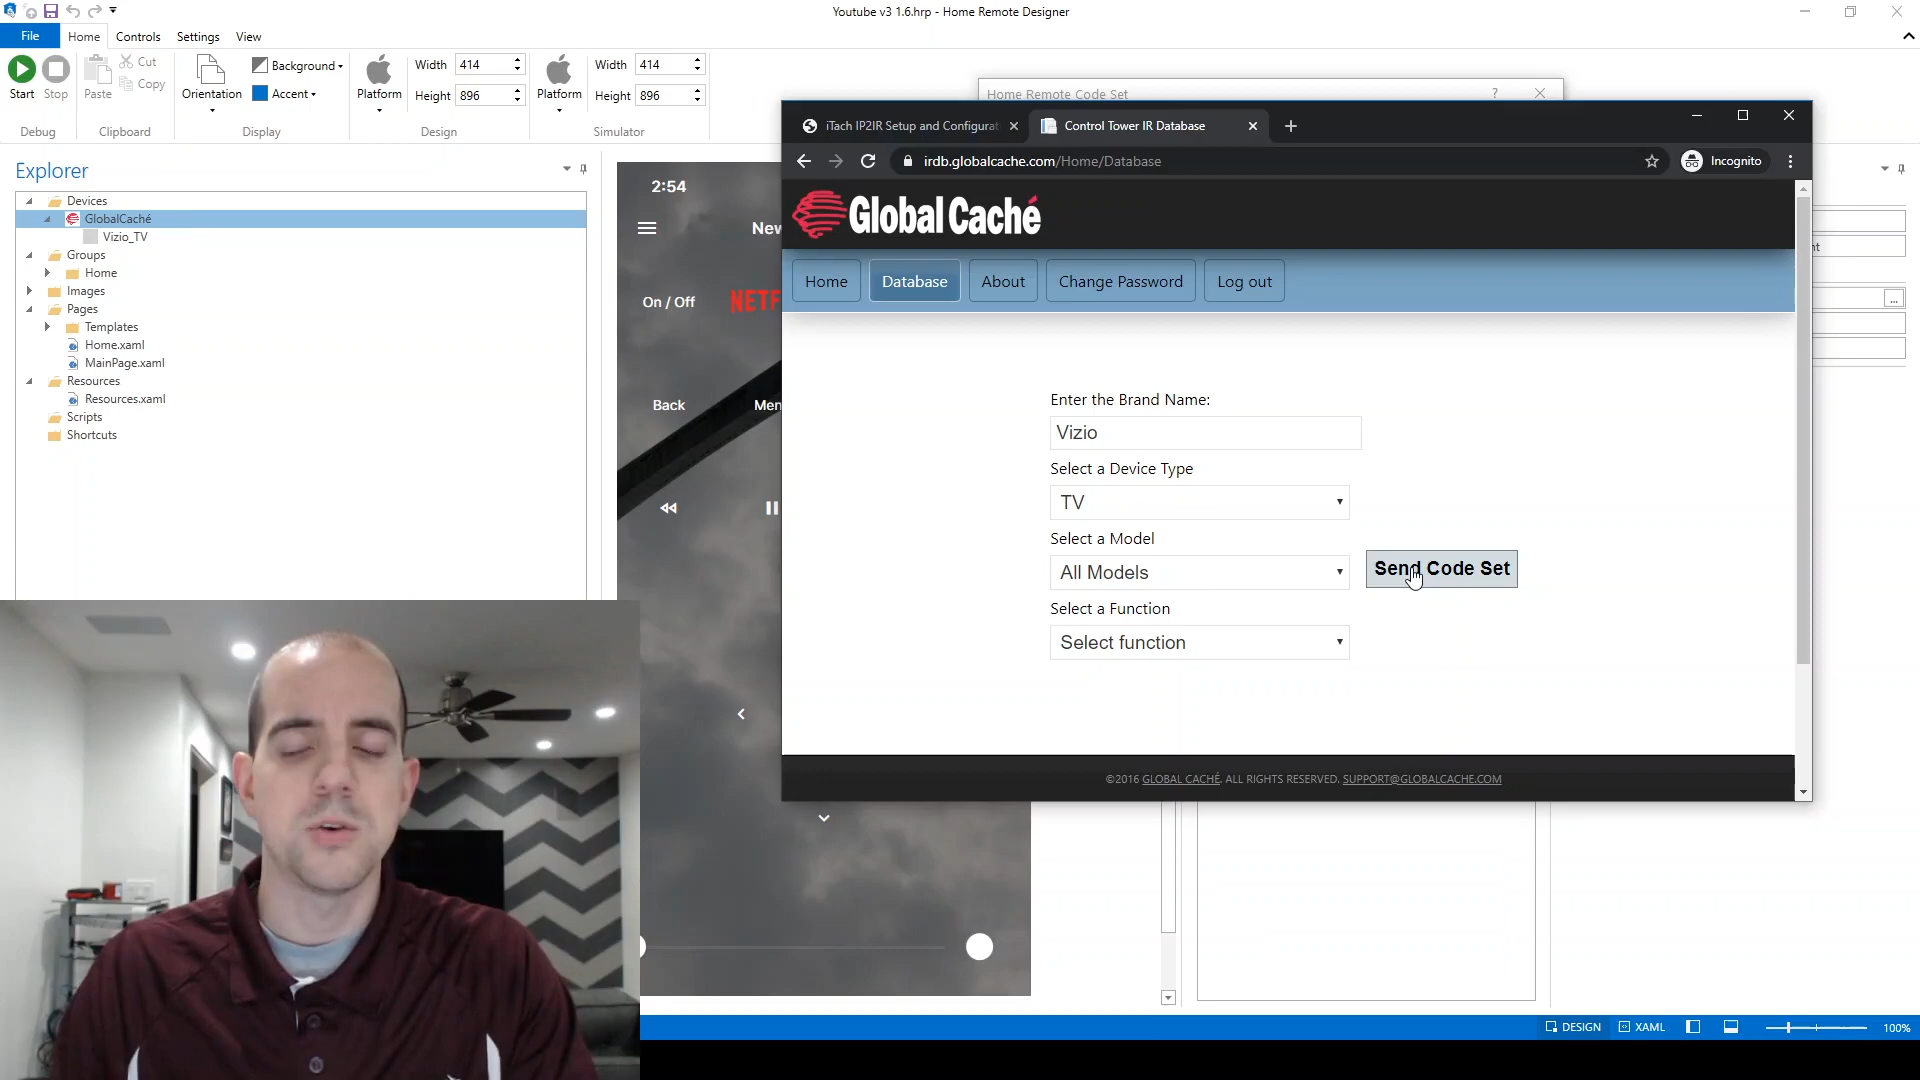 Youtube v3 1.6.hrp - Home Remote Designer
File Home Controls Settings View
Start Stop
Paste
Cut
Copy
Orientation
Background
Accent
Platform
Width 414
Height 896
Platform
Width 414
Height 896
Debug Clipboard Display Design Simulator
Explorer
Devices
GlobalCaché
Vizio_TV
Groups
Home
Images
Pages
Templates
Home.xaml
MainPage.xaml
Resources
Resources.xaml
Scripts
Shortcuts
2:54
New
On / Off NETF
Back Men
Home Remote Code Set ?
iTach IP2IR Setup and Configurat
Control Tower IR Database
irdb.globalcache.com/Home/Database
Incognito
Global Caché
Home Database About Change Password Log out
Enter the Brand Name:
Vizio
Select a Device Type
TV
Select a Model
All Models
Send Code Set
Select a Function
Select function
©2016 GLOBAL CACHÉ. ALL RIGHTS RESERVED. SUPPORT@GLOBALCACHE.COM
nt
...
DESIGN XAML 100%